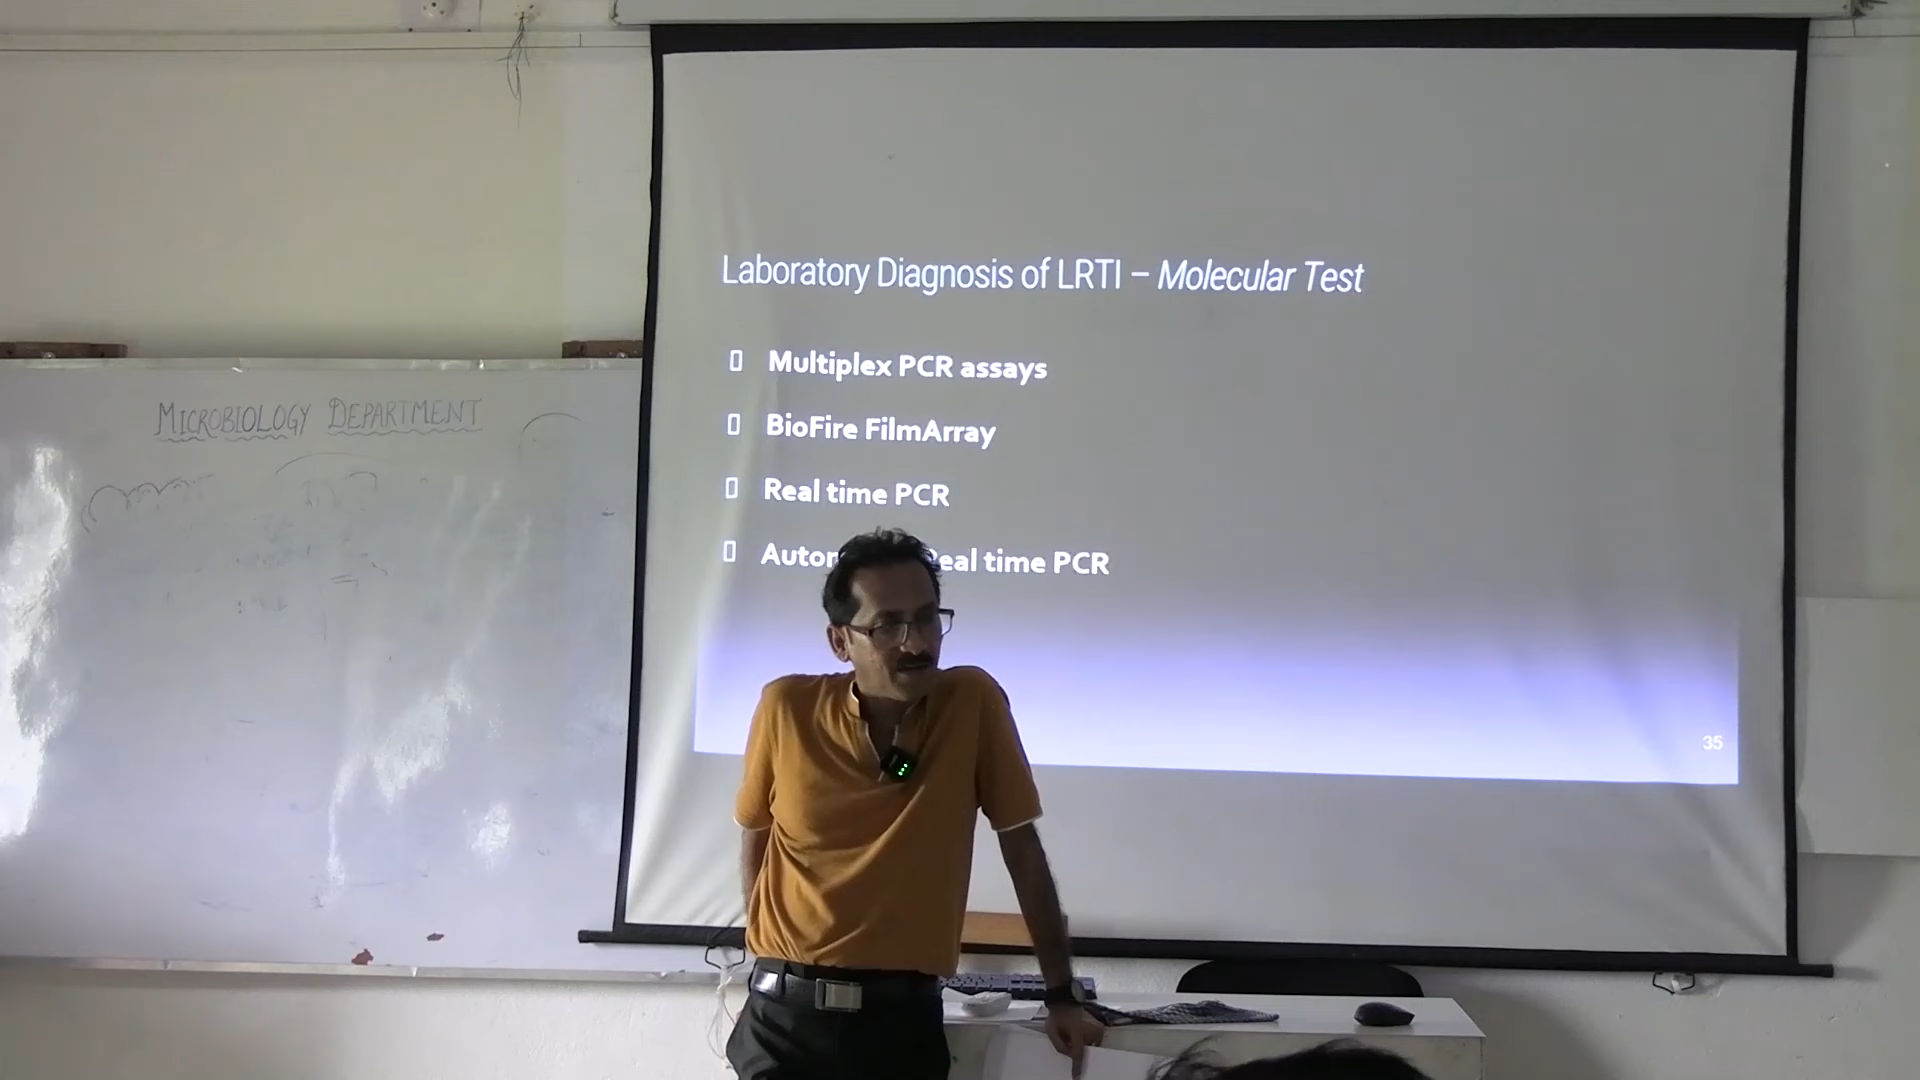 MICROBIOLOGY DEPARTMENT
Laboratory Diagnosis of LRTI – Molecular Test
Multiplex PCR assays
BioFire FilmArray
Real time PCR
Real time PCR
35